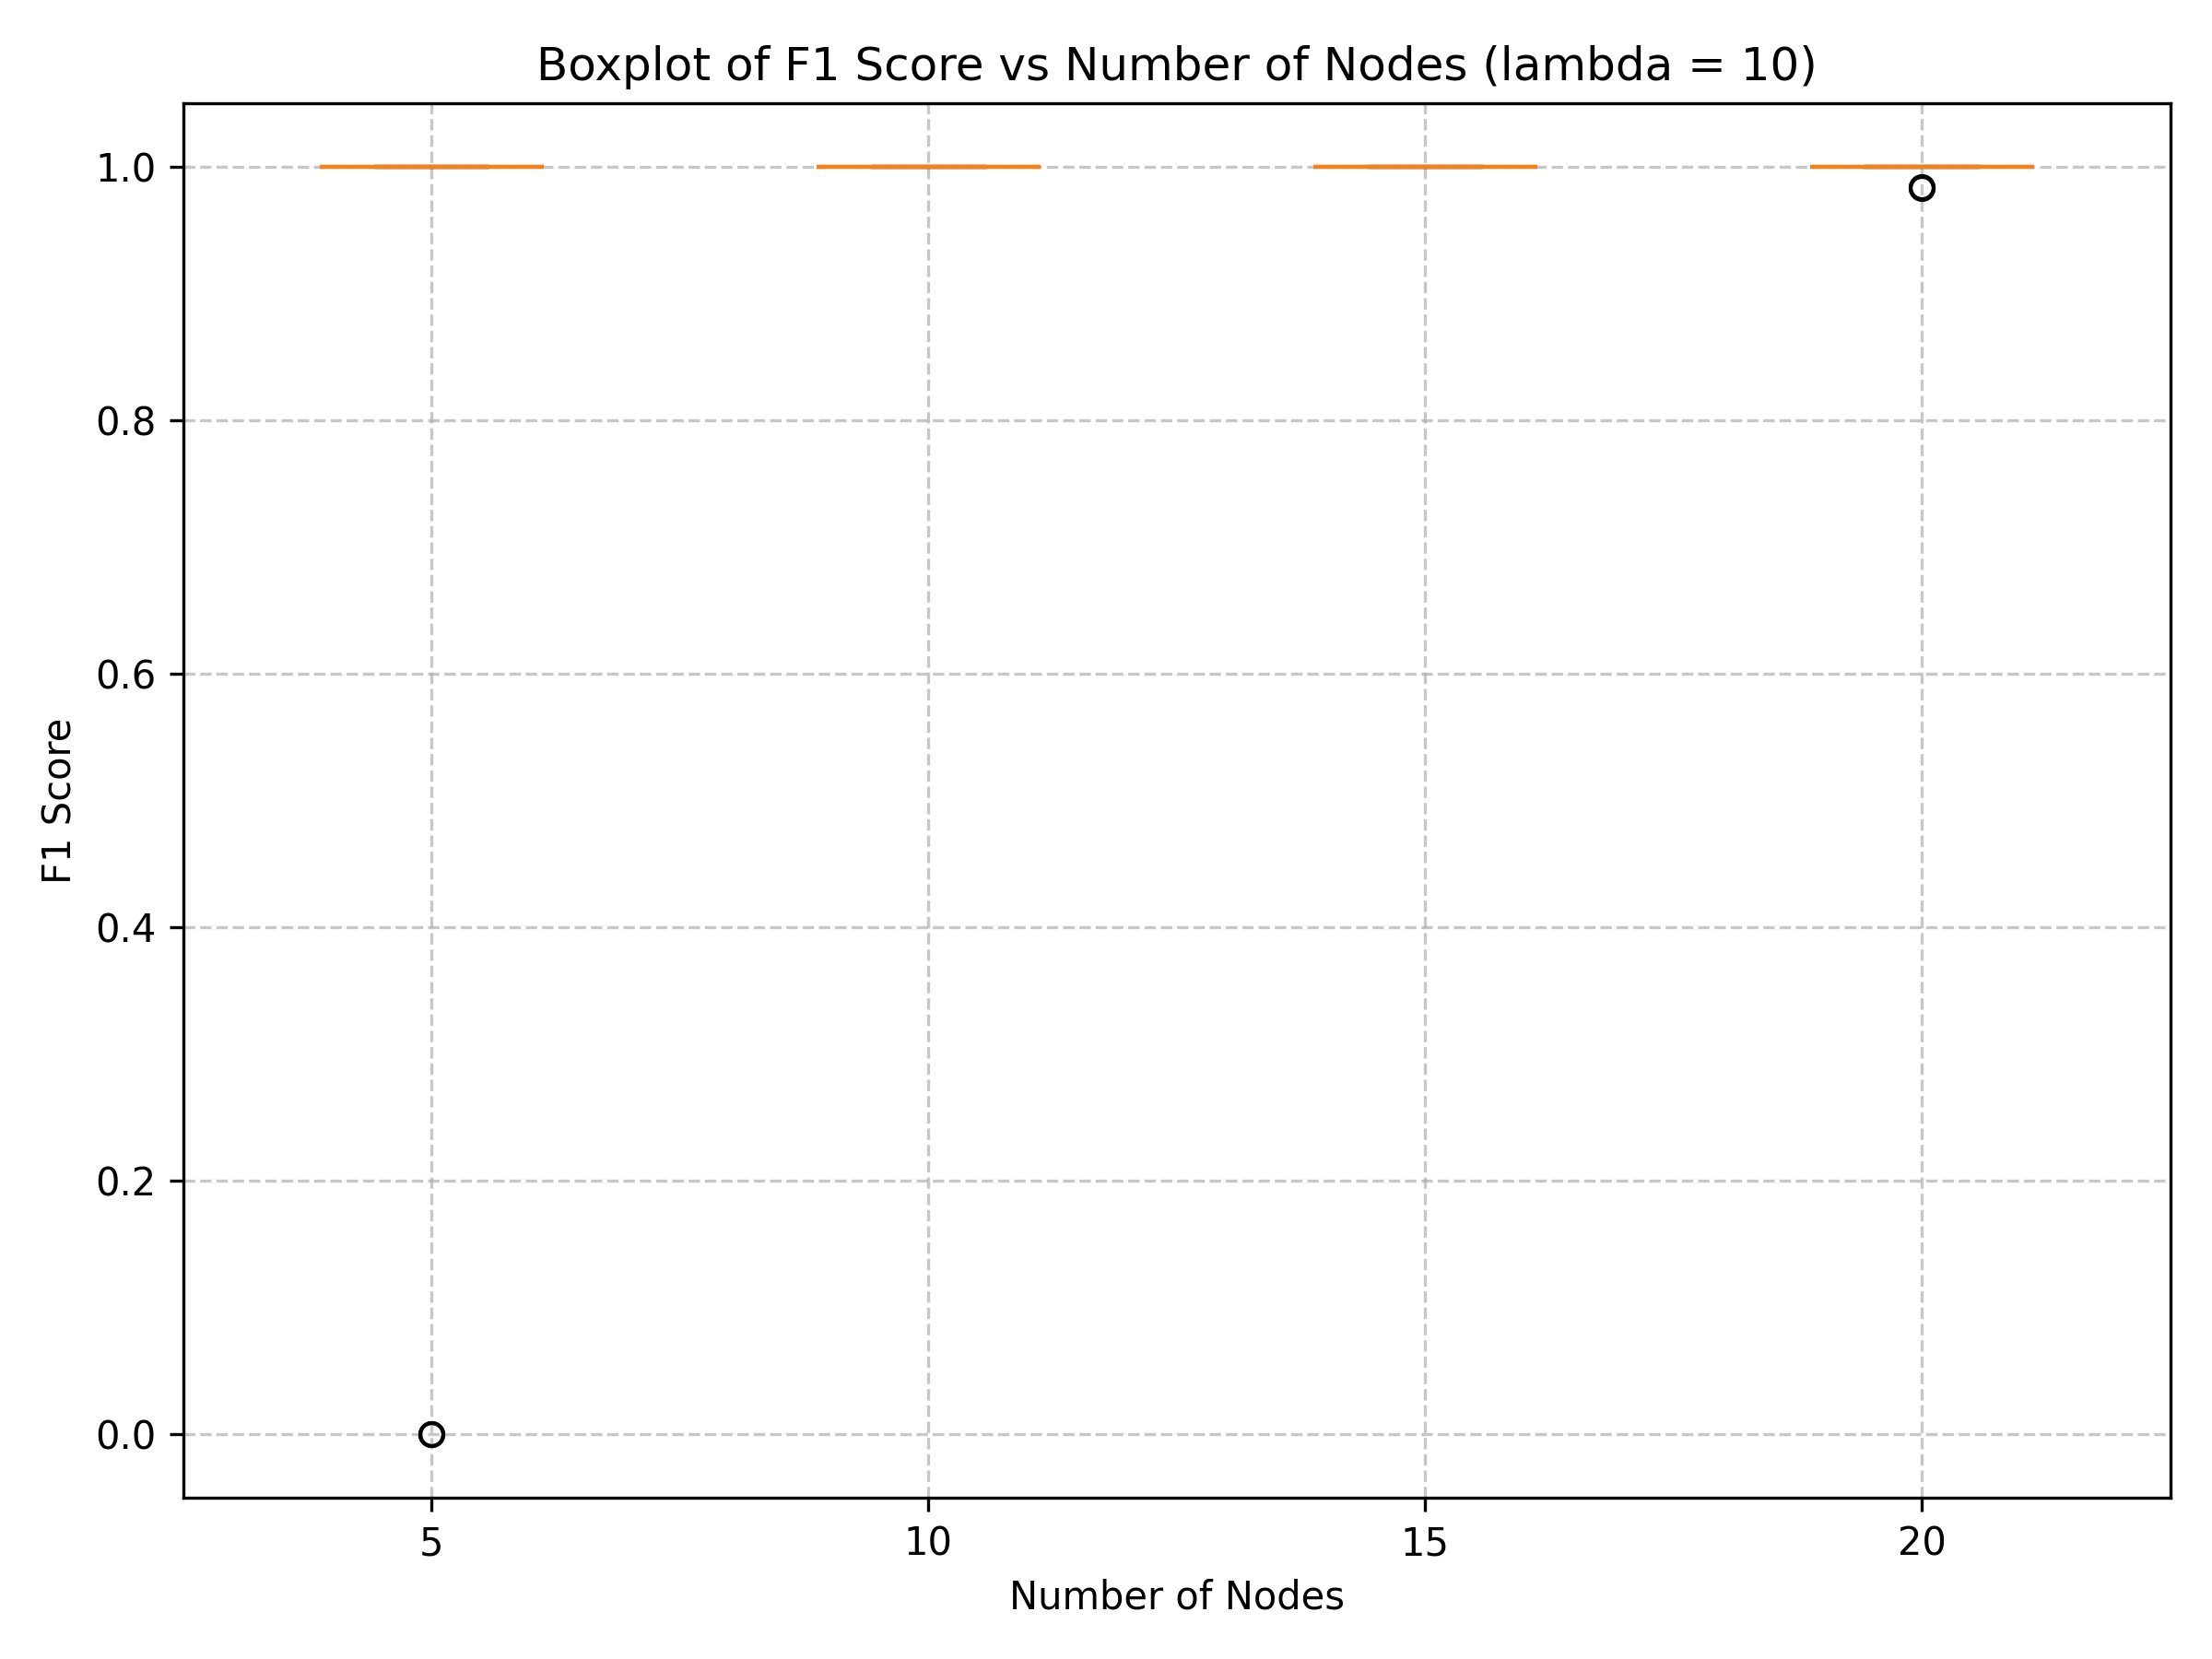 Boxplot of F1 Score vs Number of Nodes (lambda = 10)
F1 Score
1.0
0.8
0.6
0.4
0.2
0.0
5 10 15 20
Number of Nodes